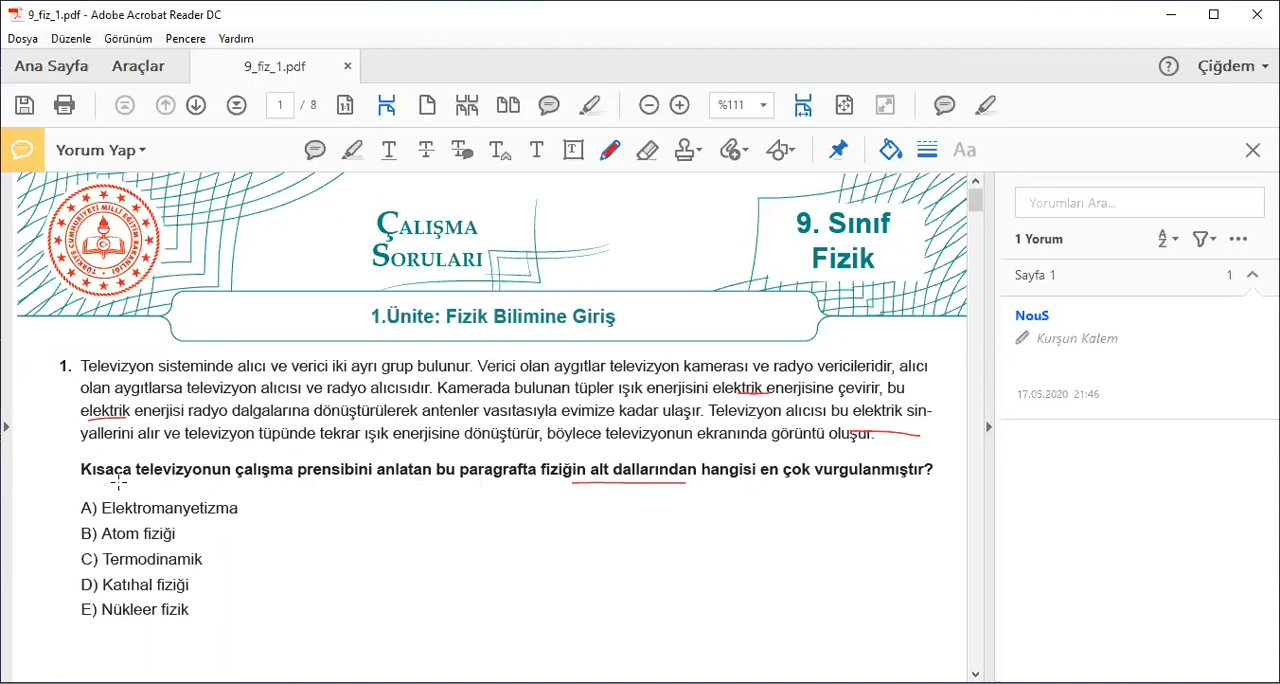 9_fiz_1.pdf - Adobe Acrobat Reader DC
Dosya Düzenle Görünüm Pencere Yardım
Ana Sayfa Araçlar 9_fiz_1.pdf Çiğdem
1 / 8 %111
Yorum Yap Aa
ÇALIŞMA
SORULARI
9. Sınıf
Fizik
1.Ünite: Fizik Bilimine Giriş
1. Televizyon sisteminde alıcı ve verici iki ayrı grup bulunur. Verici olan aygıtlar televizyon kamerası ve radyo vericileridir, alıcı
olan aygıtlarsa televizyon alıcısı ve radyo alıcısıdır. Kamerada bulunan tüpler ışık enerjisini elektrik enerjisine çevirir, bu
elektrik enerjisi radyo dalgalarına dönüştürülerek antenler vasıtasıyla evimize kadar ulaşır. Televizyon alıcısı bu elektrik sin-
yallerini alır ve televizyon tüpünde tekrar ışık enerjisine dönüştürür, böylece televizyonun ekranında görüntü oluşur.
Kısaca televizyonun çalışma prensibini anlatan bu paragrafta fiziğin alt dallarından hangisi en çok vurgulanmıştır?
A) Elektromanyetizma
B) Atom fiziği
C) Termodinamik
D) Katıhal fiziği
E) Nükleer fizik
Yorumları Ara...
1 Yorum
Sayfa 1 1
NouS
Kurşun Kalem
17.05.2020 21:46